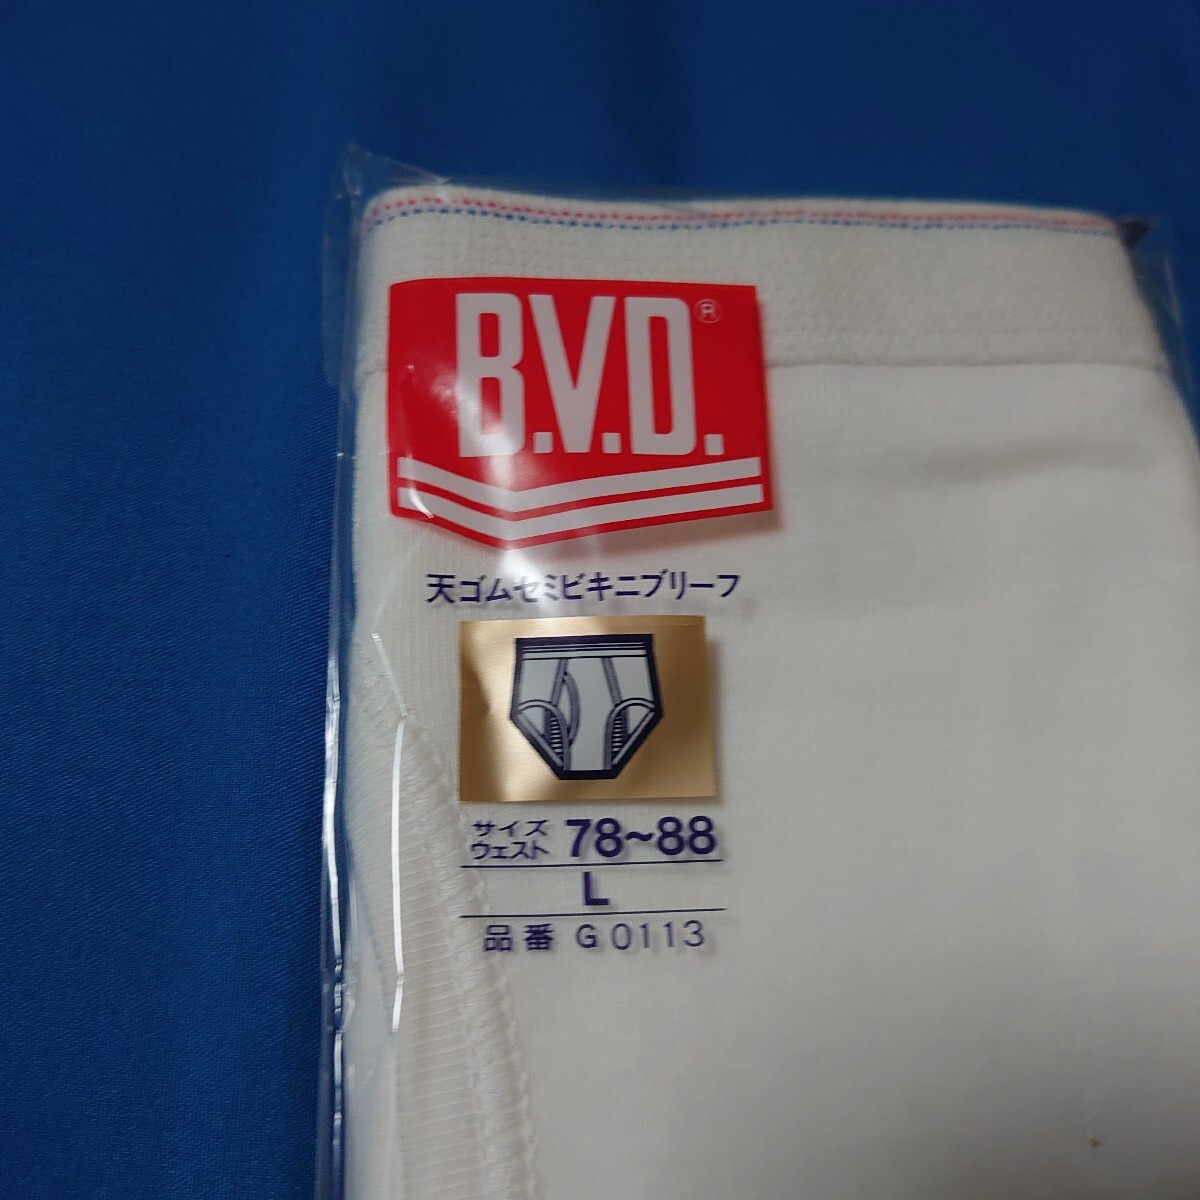 B.V.D.®
天ゴムセミビキニブリーフ
サイズ
ウェスト 78~88
L
品番 G0113